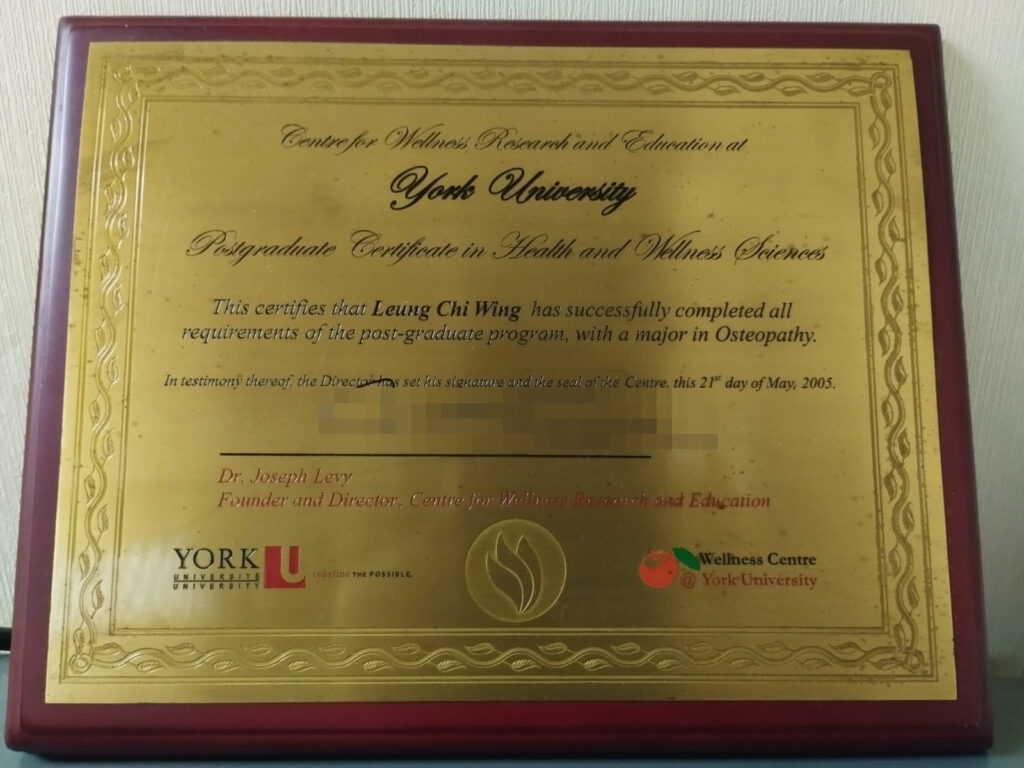 Centre for Wellness Research and Education at
York University
Postgraduate Certificate in Health and Wellness Sciences
This certifies that Leung Chi Wing has successfully completed all
requirements of the post-graduate program, with a major in Osteopathy.
In testimony thereof, the Director has set his signature and the seal of the Centre. this 21st day of May, 2005.
Dr. Joseph Levy
Founder and Director, Centre for Wellness Research and Education
YORK U
UNIVERSITÉ
UNIVERSITY
redefine THE POSSIBLE.
Wellness Centre
@ York University